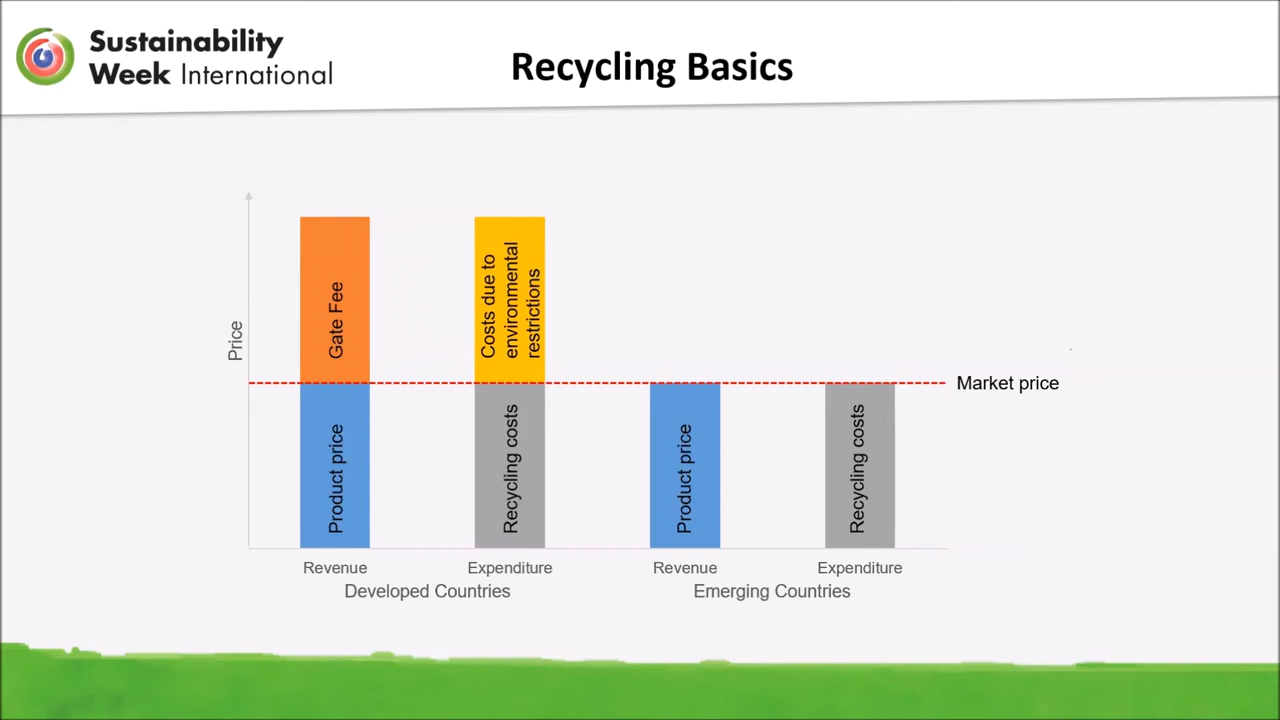 Sustainability
Week International
Recycling Basics
Price
Gate Fee
Costs due to
environmental
restrictions
Market price
Product price
Recycling costs
Product price
Recycling costs
Revenue
Expenditure
Revenue
Expenditure
Developed Countries
Emerging Countries